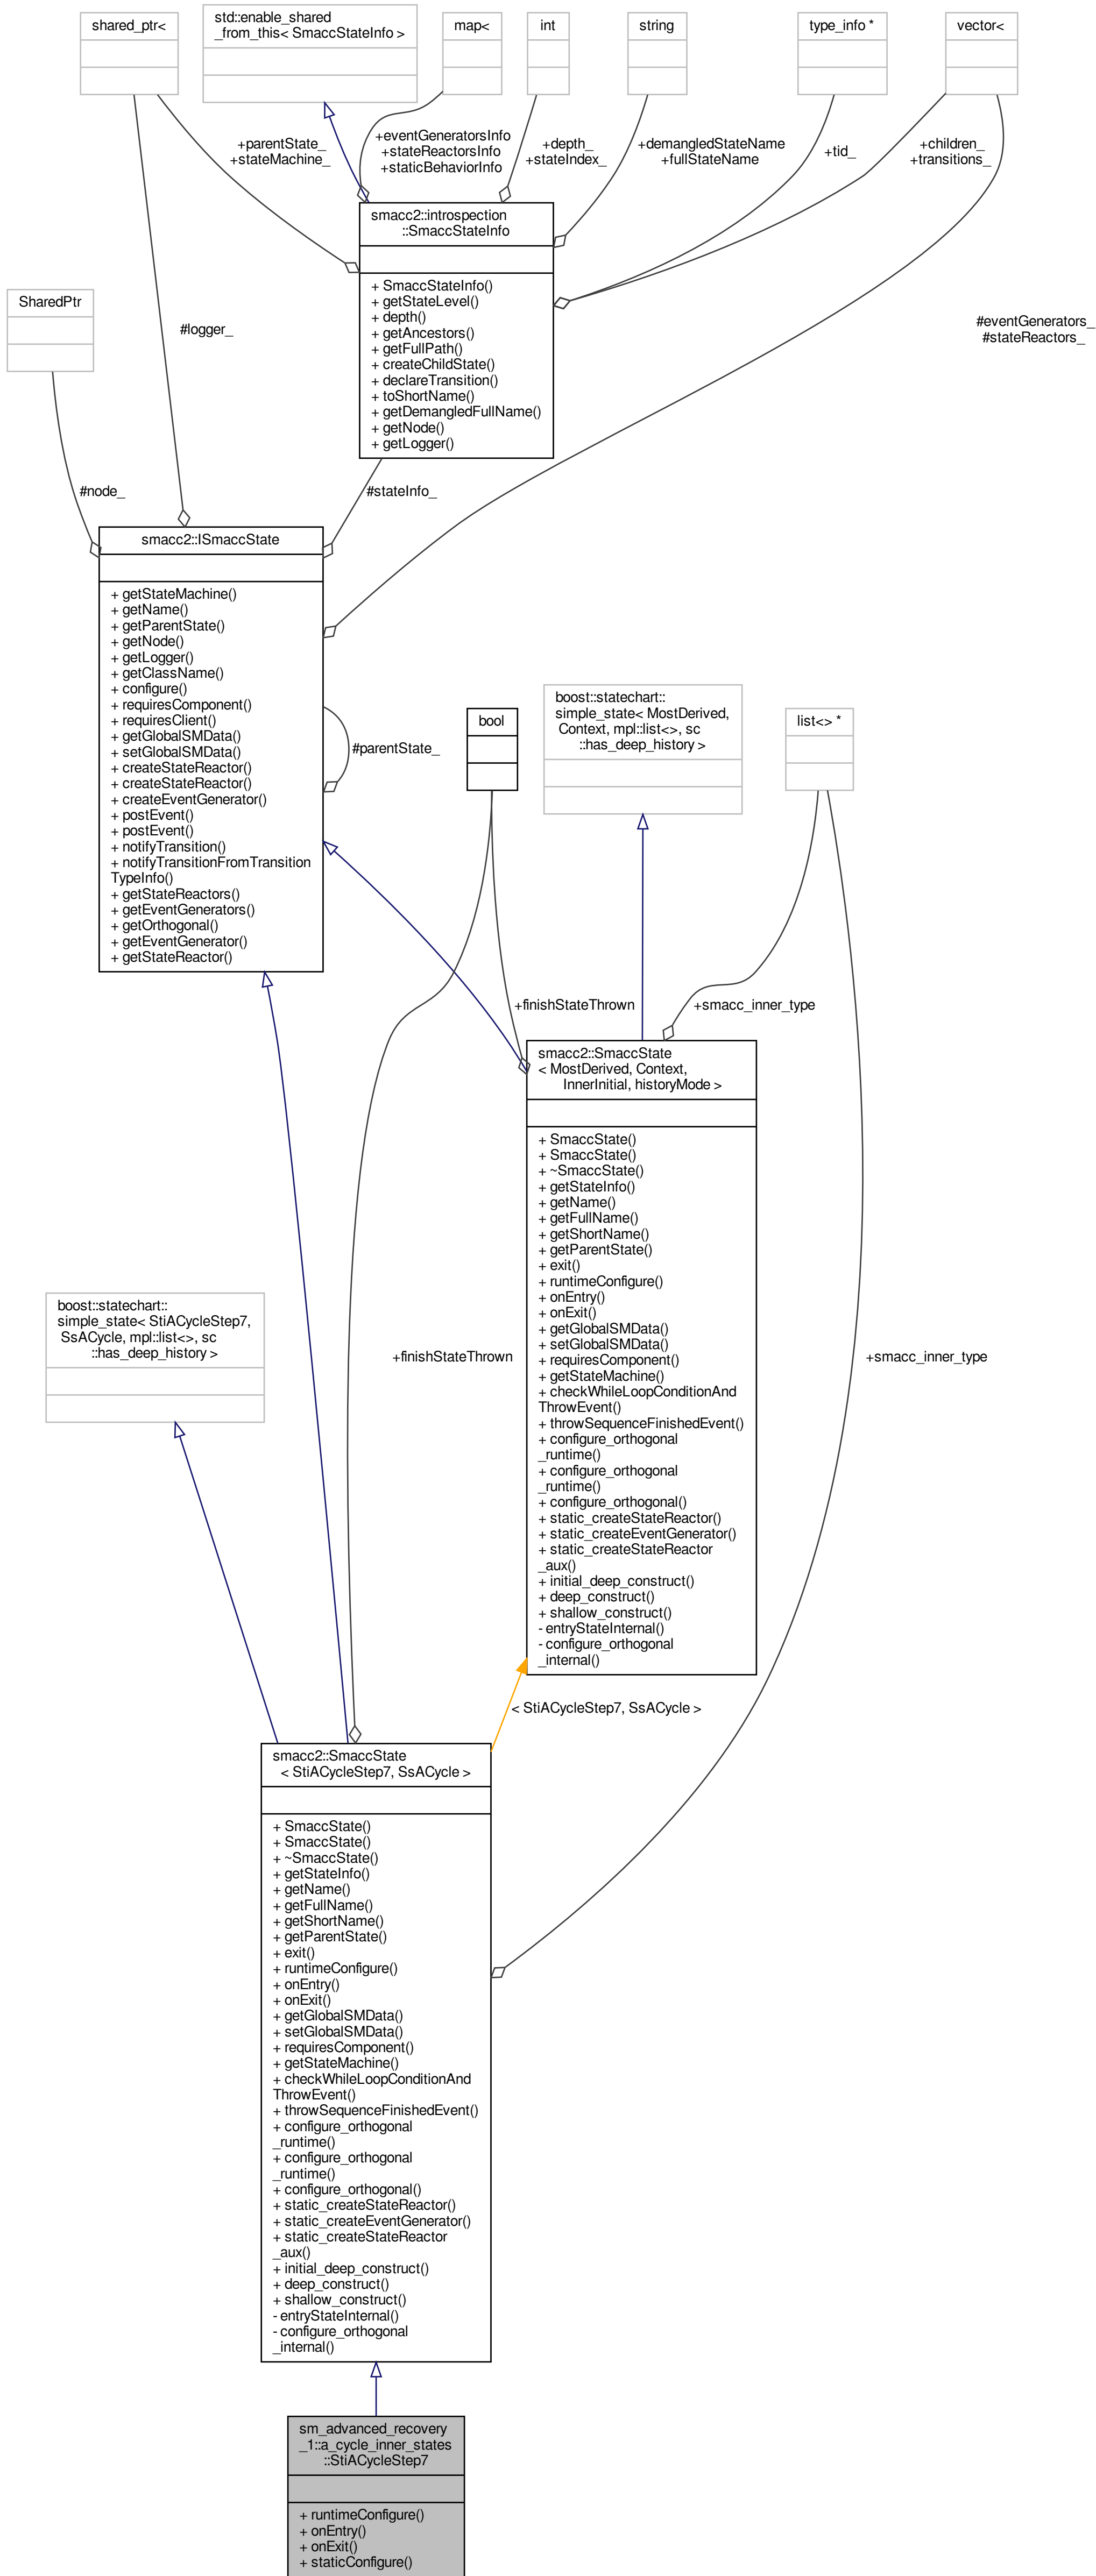 shared_ptr<
std::enable_shared
_from_this< SmaccStateInfo >
map<
int
string
type_info *
vector<
+parentState_
+stateMachine_
+eventGeneratorsInfo
+stateReactorsInfo
+staticBehaviorInfo
+depth_
+stateIndex_
+demangledStateName
+fullStateName
+tid_
+children_
+transitions_
smacc2::introspection
::SmaccStateInfo
+ SmaccStateInfo()
+ getStateLevel()
+ depth()
+ getAncestors()
+ getFullPath()
+ createChildState()
+ declareTransition()
+ toShortName()
+ getDemangledFullName()
+ getNode()
+ getLogger()
SharedPtr
#logger_
#eventGenerators_
#stateReactors_
#node_
#stateInfo_
smacc2::ISmaccState
+ getStateMachine()
+ getName()
+ getParentState()
+ getNode()
+ getLogger()
+ getClassName()
+ configure()
+ requiresComponent()
+ requiresClient()
+ getGlobalSMData()
+ setGlobalSMData()
+ createStateReactor()
+ createStateReactor()
+ createEventGenerator()
+ postEvent()
+ postEvent()
+ notifyTransition()
+ notifyTransitionFromTransition
TypeInfo()
+ getStateReactors()
+ getEventGenerators()
+ getOrthogonal()
+ getEventGenerator()
+ getStateReactor()
#parentState_
bool
boost::statechart::
simple_state< MostDerived,
Context, mpl::list<>, sc
::has_deep_history >
list<> *
+finishStateThrown
+smacc_inner_type
smacc2::SmaccState
< MostDerived, Context,
InnerInitial, historyMode >
+ SmaccState()
+ SmaccState()
+ ~SmaccState()
+ getStateInfo()
+ getName()
+ getFullName()
+ getShortName()
+ getParentState()
+ exit()
+ runtimeConfigure()
+ onEntry()
+ onExit()
+ getGlobalSMData()
+ setGlobalSMData()
+ requiresComponent()
+ getStateMachine()
+ checkWhileLoopConditionAnd
ThrowEvent()
+ throwSequenceFinishedEvent()
+ configure_orthogonal
_runtime()
+ configure_orthogonal
_runtime()
+ configure_orthogonal()
+ static_createStateReactor()
+ static_createEventGenerator()
+ static_createStateReactor
_aux()
+ initial_deep_construct()
+ deep_construct()
+ shallow_construct()
- entryStateInternal()
- configure_orthogonal
_internal()
boost::statechart::
simple_state< StiACycleStep7,
SsACycle, mpl::list<>, sc
::has_deep_history >
+finishStateThrown
+smacc_inner_type
< StiACycleStep7, SsACycle >
smacc2::SmaccState
< StiACycleStep7, SsACycle >
+ SmaccState()
+ SmaccState()
+ ~SmaccState()
+ getStateInfo()
+ getName()
+ getFullName()
+ getShortName()
+ getParentState()
+ exit()
+ runtimeConfigure()
+ onEntry()
+ onExit()
+ getGlobalSMData()
+ setGlobalSMData()
+ requiresComponent()
+ getStateMachine()
+ checkWhileLoopConditionAnd
ThrowEvent()
+ throwSequenceFinishedEvent()
+ configure_orthogonal
_runtime()
+ configure_orthogonal
_runtime()
+ configure_orthogonal()
+ static_createStateReactor()
+ static_createEventGenerator()
+ static_createStateReactor
_aux()
+ initial_deep_construct()
+ deep_construct()
+ shallow_construct()
- entryStateInternal()
- configure_orthogonal
_internal()
sm_advanced_recovery
_1::a_cycle_inner_states
::StiACycleStep7
+ runtimeConfigure()
+ onEntry()
+ onExit()
+ staticConfigure()